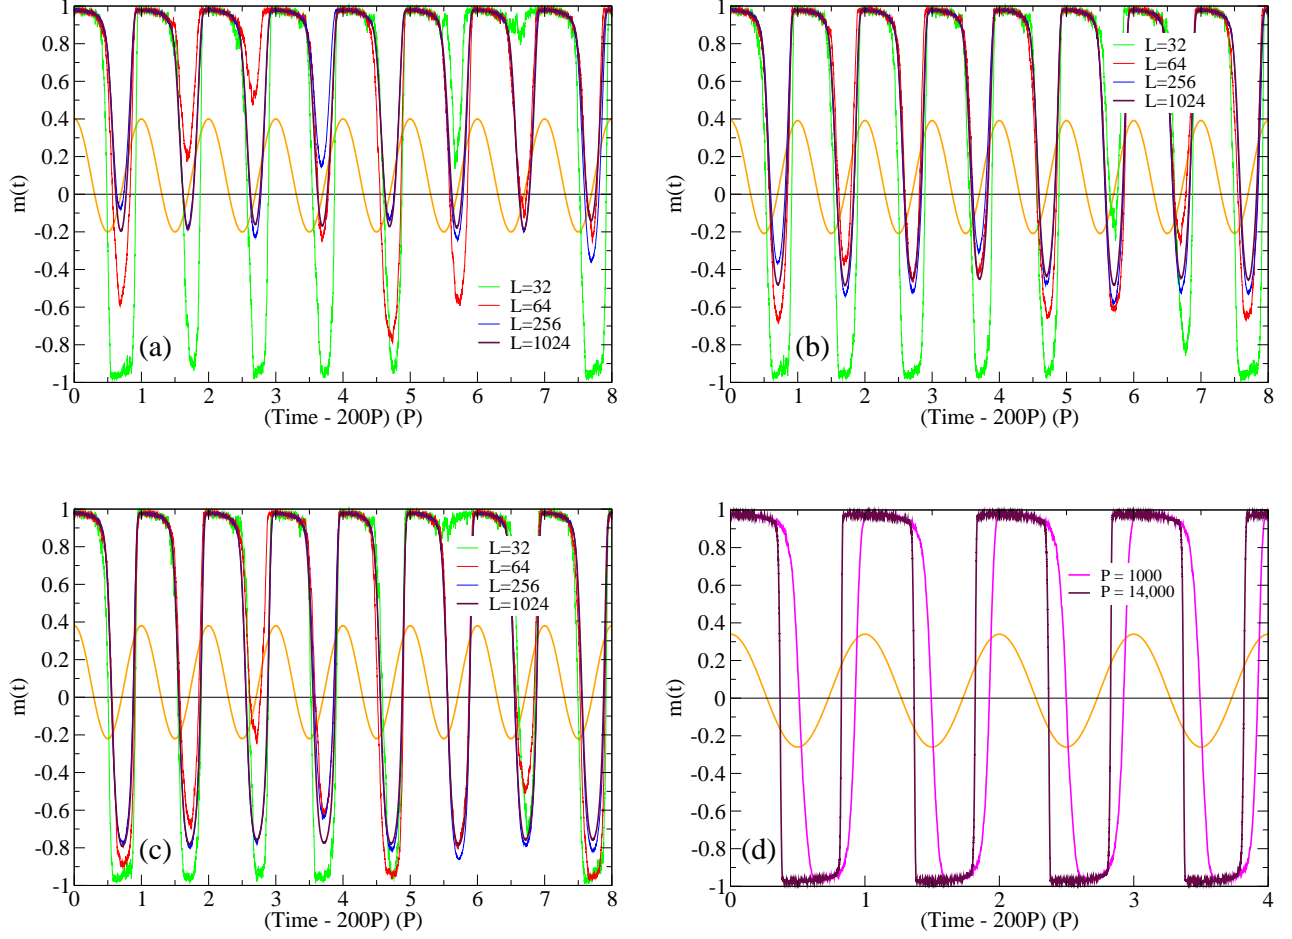 1
0.8
0.6
0.4
0.2
0
-0.2
-0.4
-0.6
-0.8
-1
m(t)
L=32
L=64
L=256
L=1024
(a)
0 1 2 3 4 5 6 7 8
(Time - 200P) (P)
1
0.8
0.6
0.4
0.2
0
-0.2
-0.4
-0.6
-0.8
-1
m(t)
L=32
L=64
L=256
L=1024
(b)
0 1 2 3 4 5 6 7 8
(Time - 200P) (P)
1
0.8
0.6
0.4
0.2
0
-0.2
-0.4
-0.6
-0.8
-1
m(t)
L=32
L=64
L=256
L=1024
(c)
0 1 2 3 4 5 6 7 8
(Time - 200P) (P)
1
0.8
0.6
0.4
0.2
0
-0.2
-0.4
-0.6
-0.8
-1
m(t)
P = 1000
P = 14,000
(d)
0 1 2 3 4
(Time - 200P) (P)